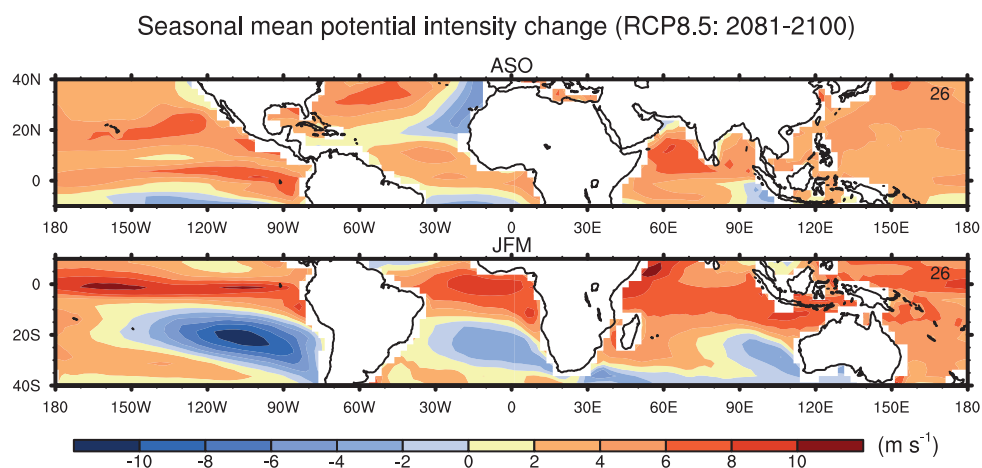 Seasonal mean potential intensity change (RCP8.5: 2081-2100)
ASO
40N
20N
0
26
180 150W 120W 90W 60W 30W 0 30E 60E 90E 120E 150E 180
JFM
0
20S
40S
26
180 150W 120W 90W 60W 30W 0 30E 60E 90E 120E 150E 180
-10 -8 -6 -4 -2 0 2 4 6 8 10 (m s⁻¹)